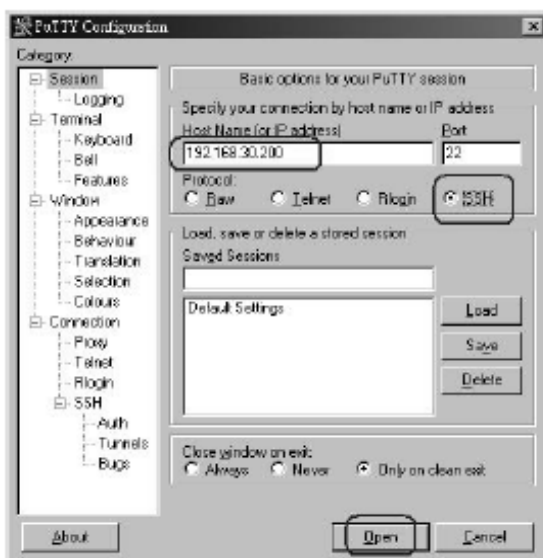 PuTTY Configuration
Category:
Session
Logging
Terminal
Keyboard
Bell
Features
Window
Appearance
Behaviour
Translation
Selection
Colours
Connection
Proxy
Telnet
Rlogin
SSH
Auth
Tunnels
Bugs
Basic options for your PuTTY session
Specify your connection by host name or IP address
Host Name (or IP address) Port
192.168.30.200 22
Protocol:
Raw Telnet Rlogin SSH
Load, save or delete a stored session
Saved Sessions
Default Settings
Load
Save
Delete
Close window on exit:
Always Never Only on clean exit
About Open Cancel